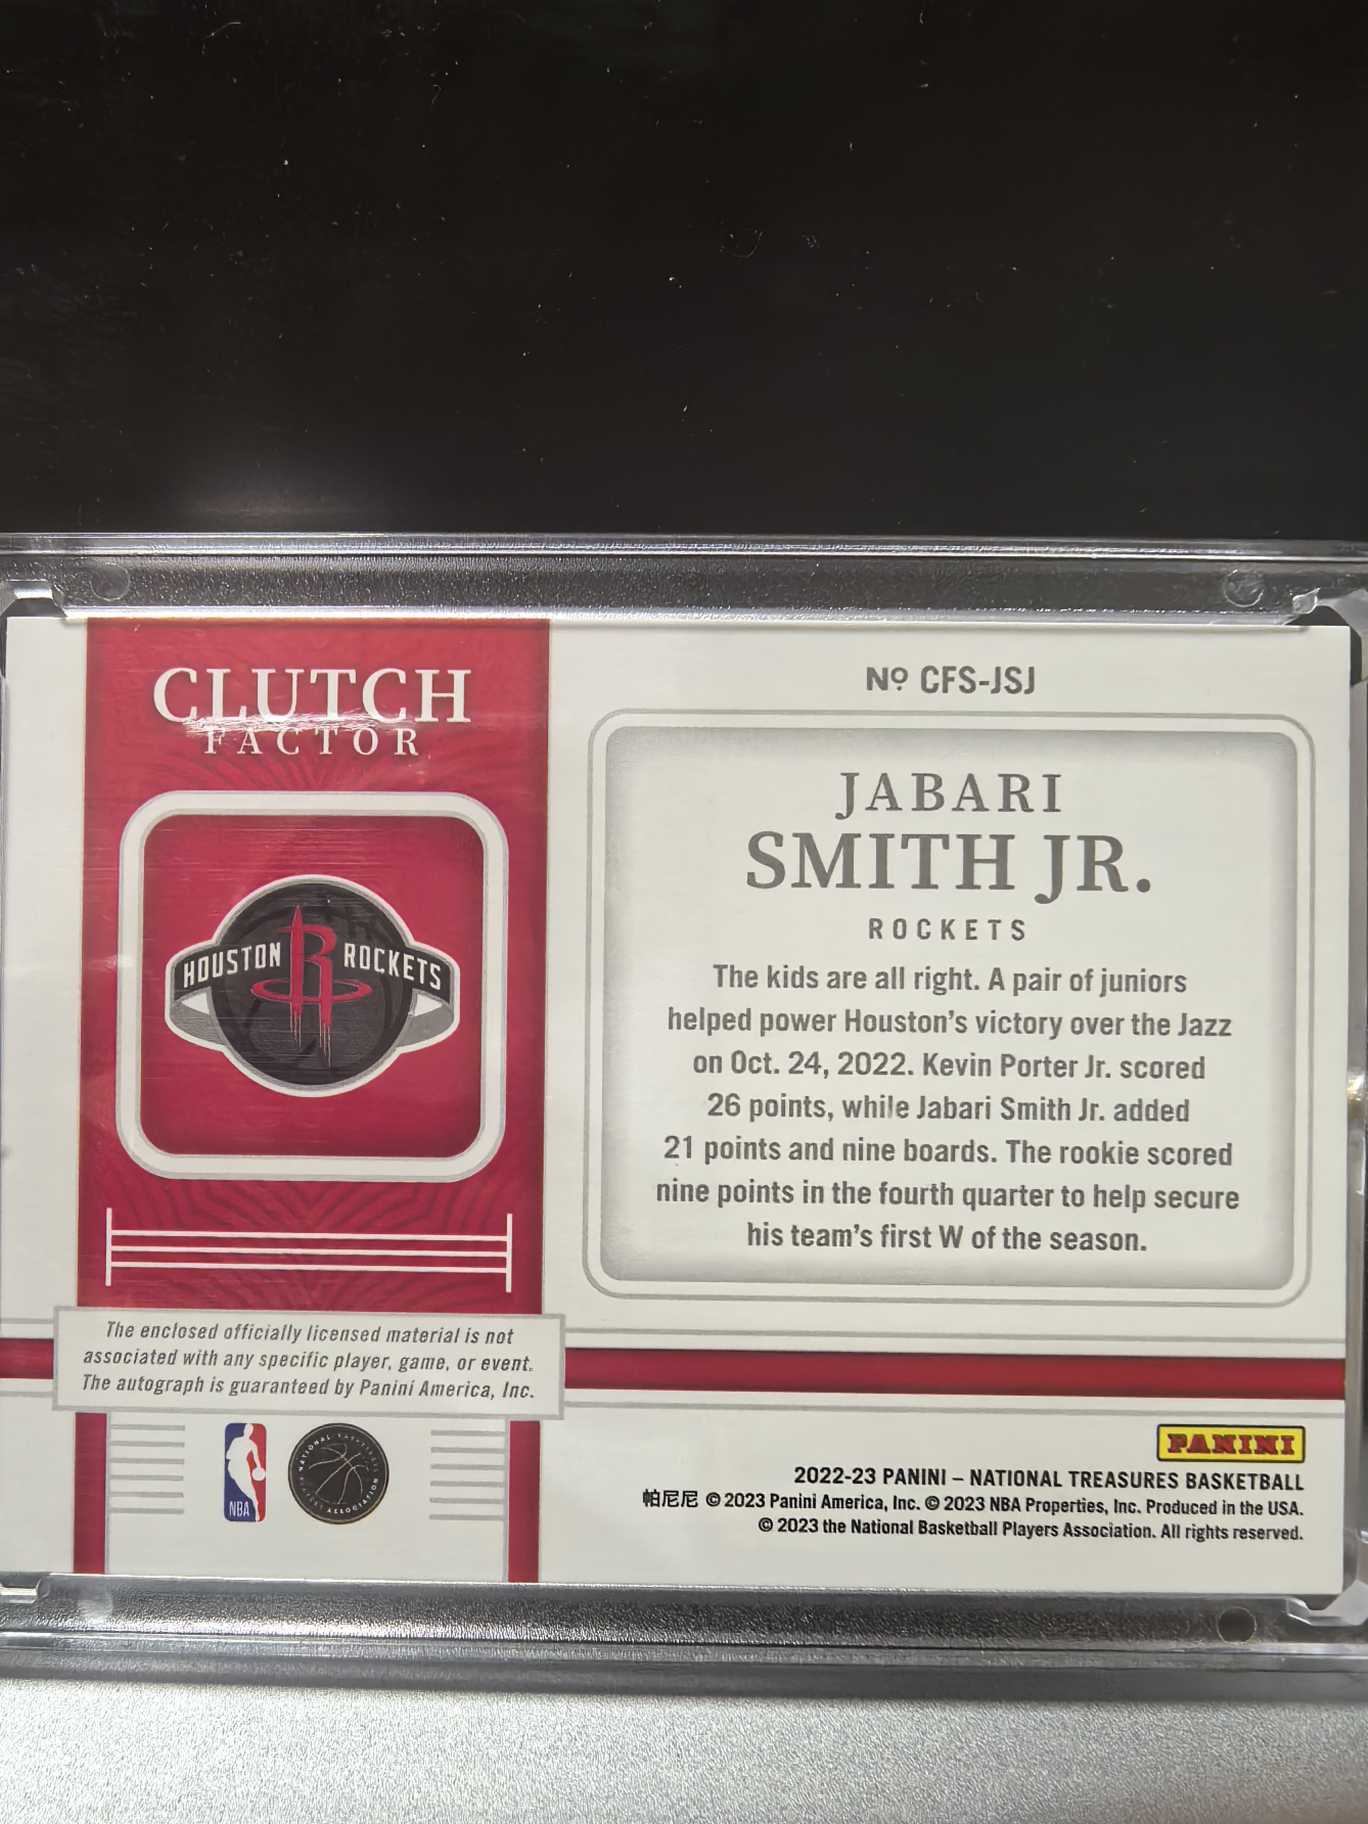 CLUTCH
FACTOR
HOUSTON ROCKETS
The enclosed officially licensed material is not
associated with any specific player, game, or event.
The autograph is guaranteed by Panini America, Inc.
NBA
NATIONAL BASKETBALL
PLAYERS ASSOCIATION
Nº CFS-JSJ
JABARI
SMITH JR.
ROCKETS
The kids are all right. A pair of juniors
helped power Houston's victory over the Jazz
on Oct. 24, 2022. Kevin Porter Jr. scored
26 points, while Jabari Smith Jr. added
21 points and nine boards. The rookie scored
nine points in the fourth quarter to help secure
his team's first W of the season.
PANINI
2022-23 PANINI – NATIONAL TREASURES BASKETBALL
帕尼尼 © 2023 Panini America, Inc. © 2023 NBA Properties, Inc. Produced in the USA.
© 2023 the National Basketball Players Association. All rights reserved.